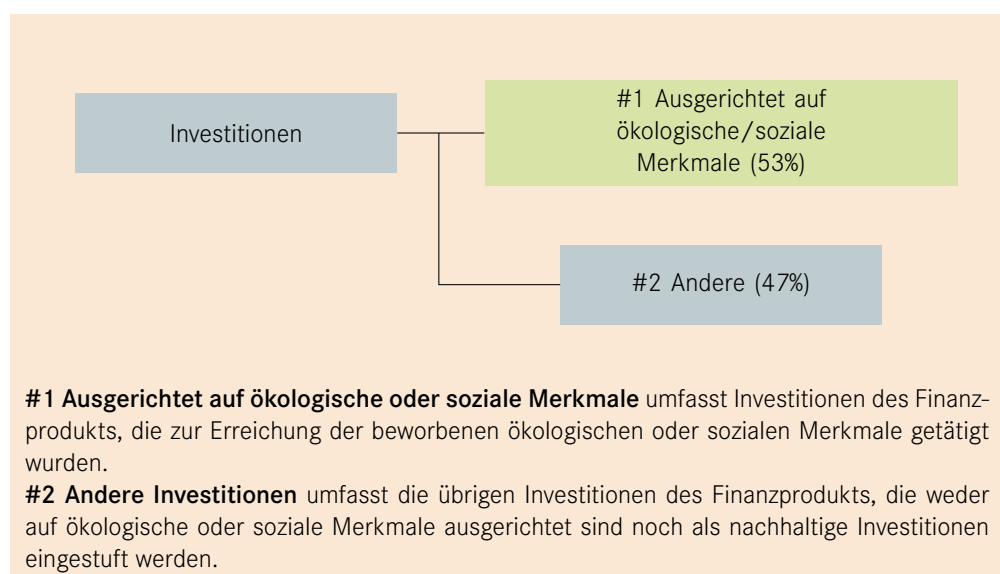 Investitionen
#1 Ausgerichtet auf
ökologische/soziale
Merkmale (53%)
#2 Andere (47%)
#1 Ausgerichtet auf ökologische oder soziale Merkmale umfasst Investitionen des Finanz-
produkts, die zur Erreichung der beworbenen ökologischen oder sozialen Merkmale getätigt
wurden.
#2 Andere Investitionen umfasst die übrigen Investitionen des Finanzprodukts, die weder
auf ökologische oder soziale Merkmale ausgerichtet sind noch als nachhaltige Investitionen
eingestuft werden.